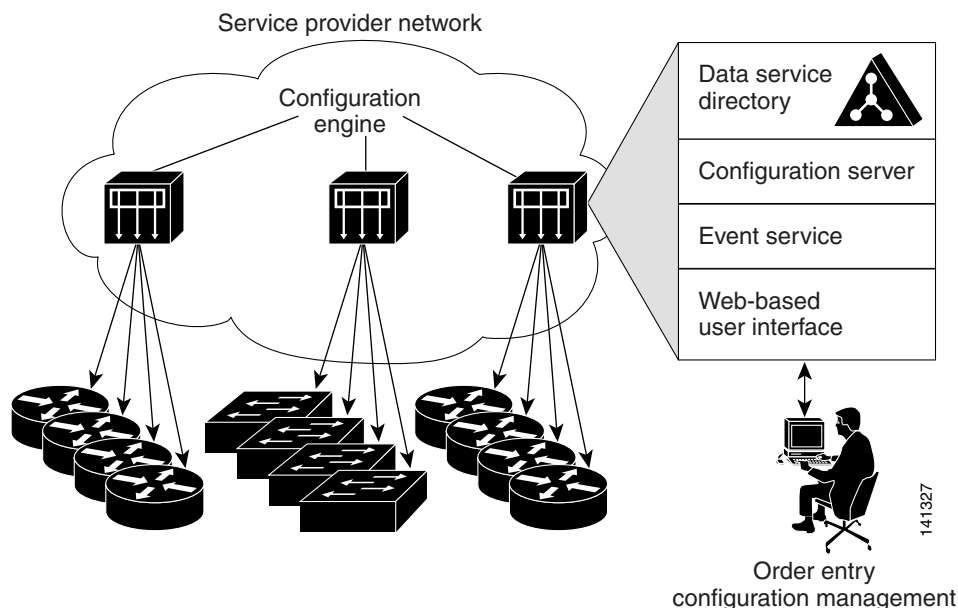 Service provider network
Configuration
engine
Data service
directory
Configuration server
Event service
Web-based
user interface
141327
Order entry
configuration management